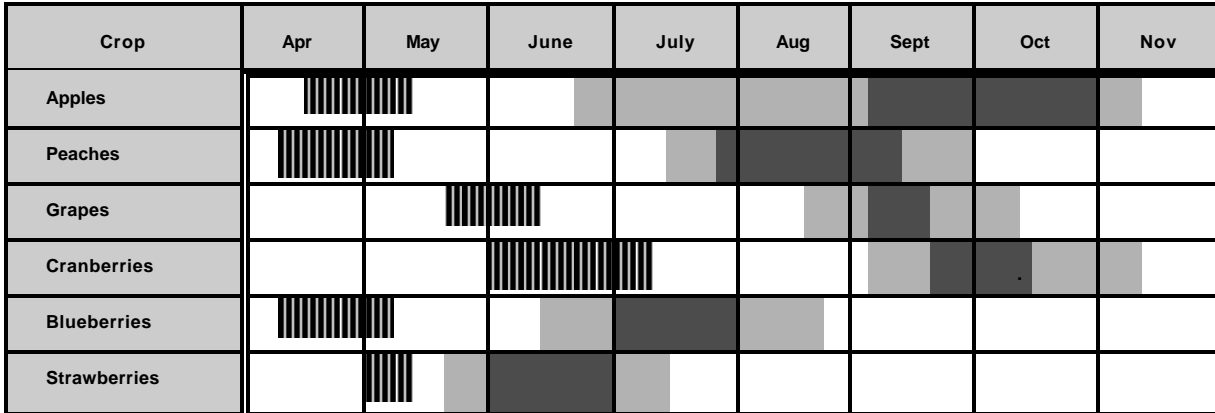 Crop Apr May June July Aug Sept Oct Nov
Apples
Peaches
Grapes
Cranberries
Blueberries
Strawberries